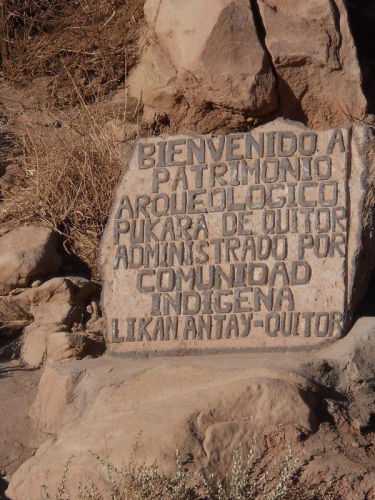 BIENVENIDO A
PATRIMONIO
ARQUEOLOGICO
PUKARA DE QUITOR
ADMINISTRADO POR
COMUNIDAD
INDIGENA
LIKAN ANTAY-QUITOR